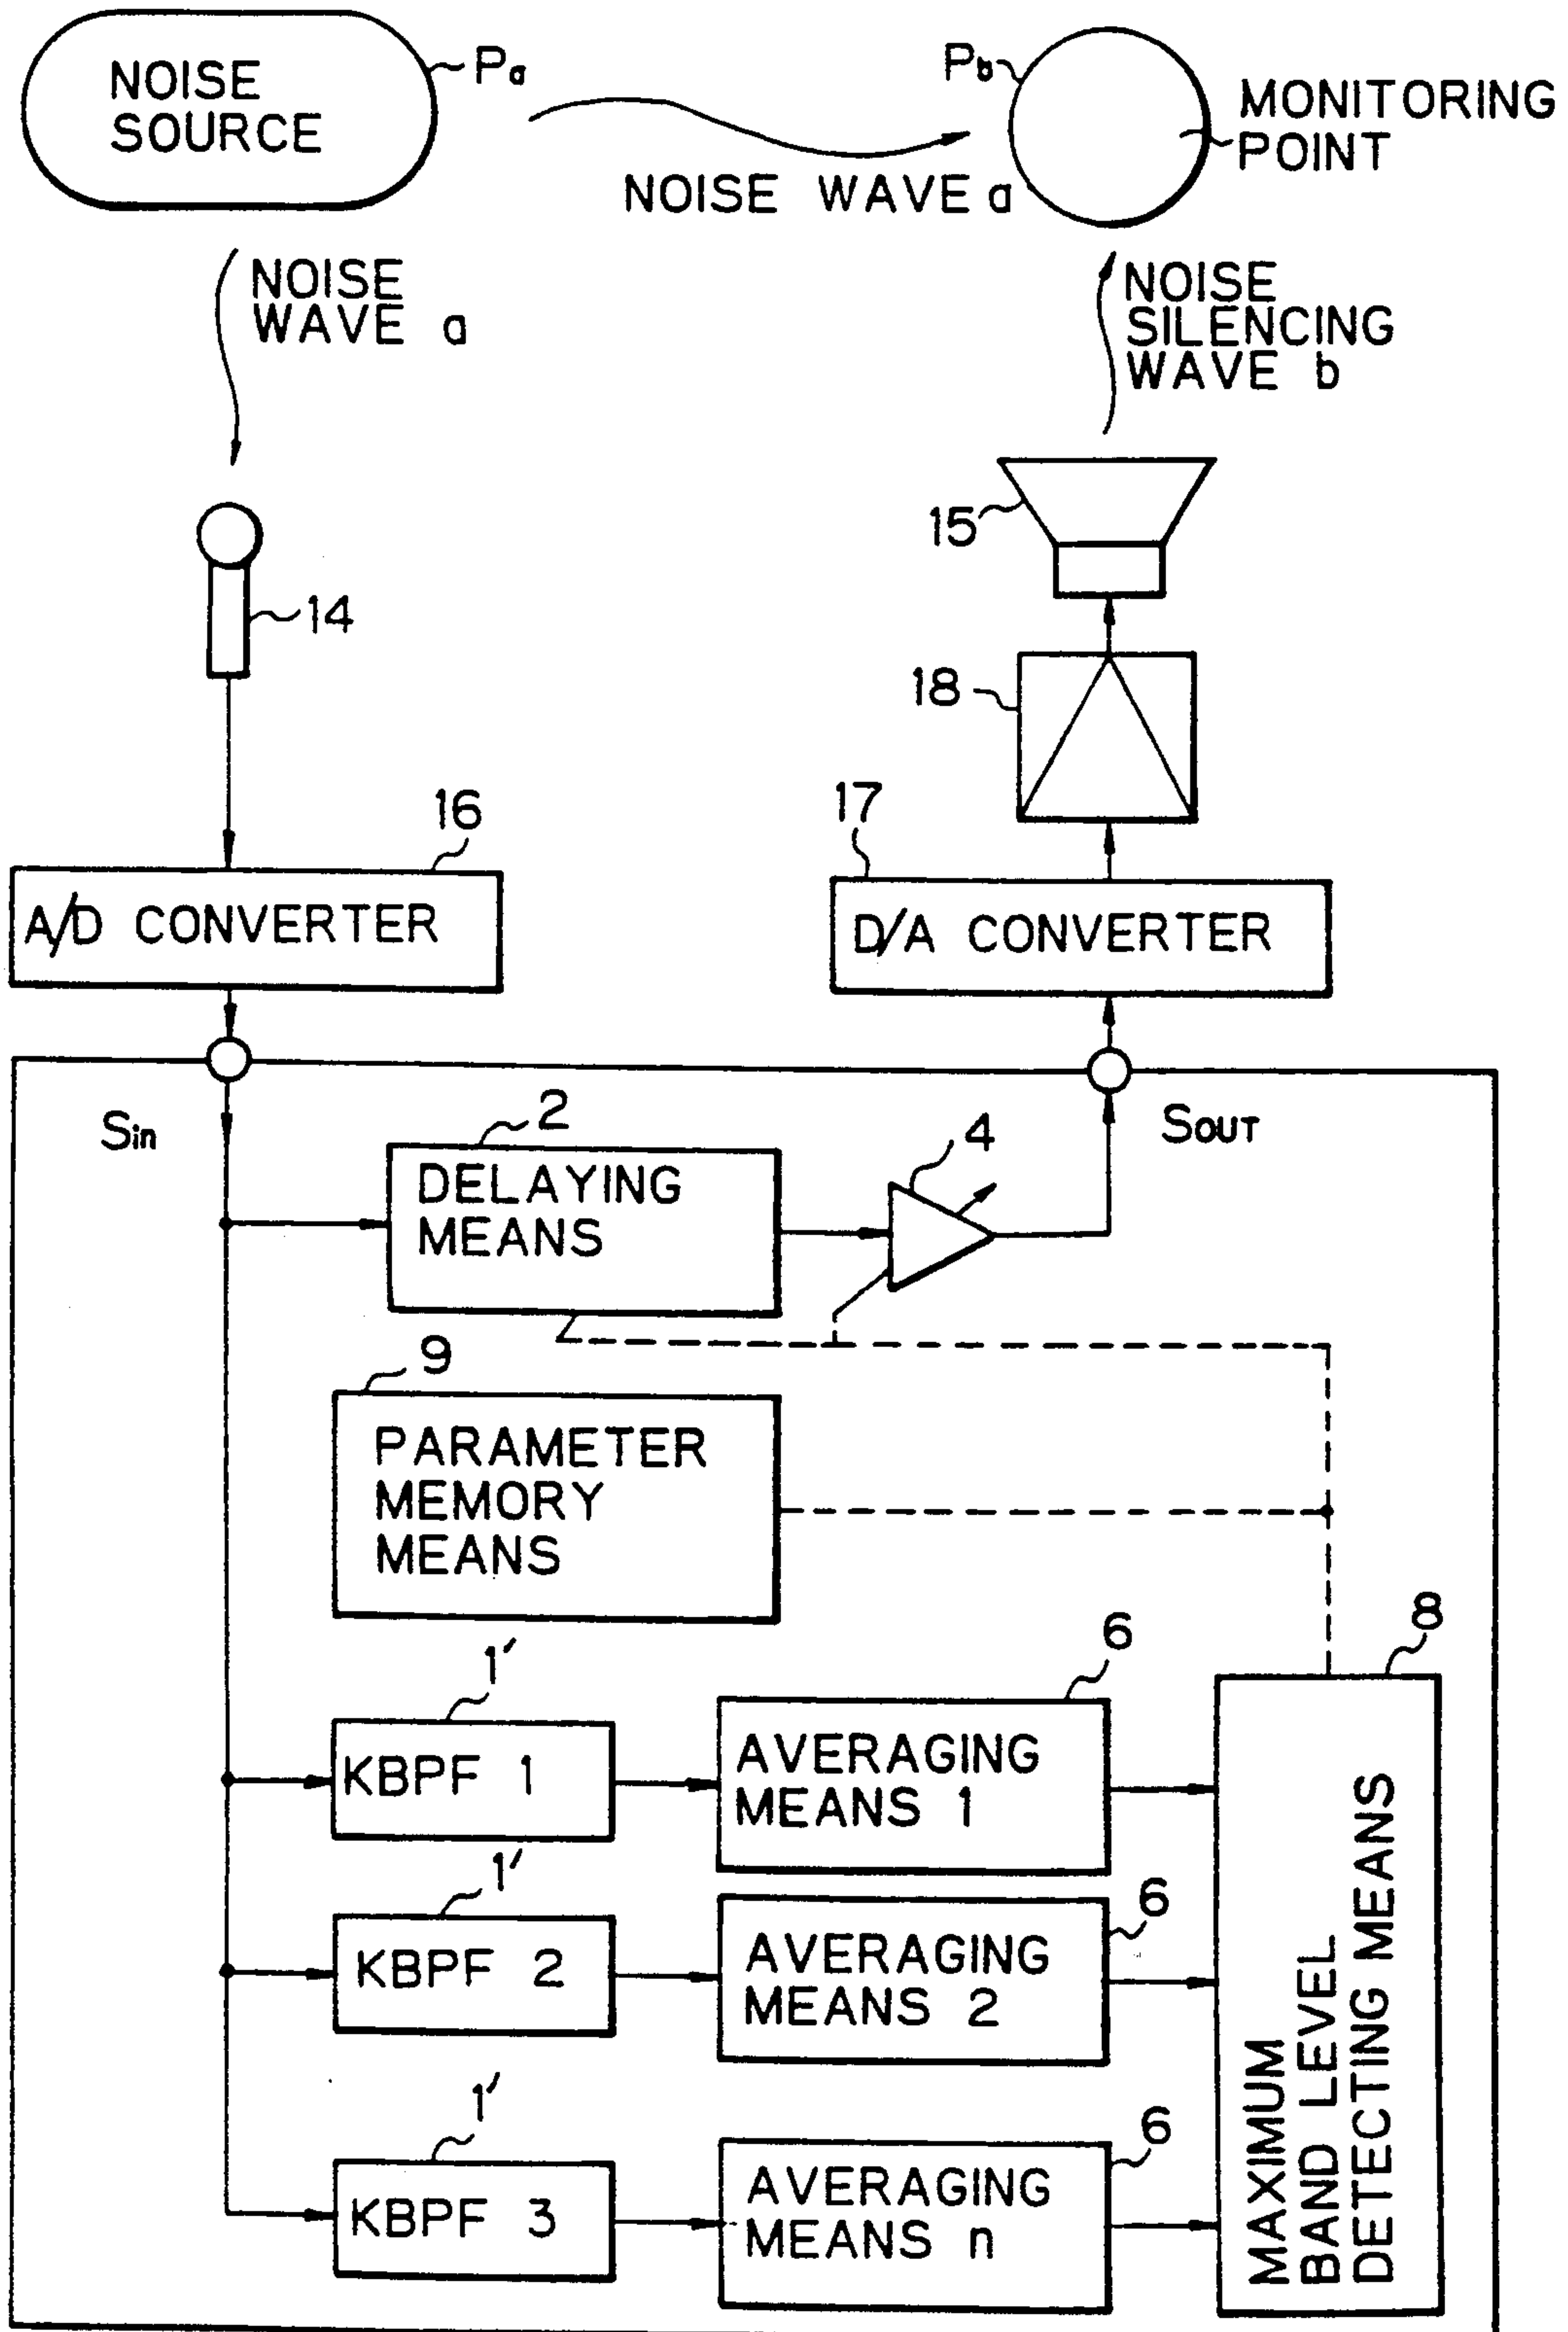 NOISE
SOURCE
Pa
Pb
MONITORING
POINT
NOISE WAVE a
NOISE
WAVE a
NOISE
SILENCING
WAVE b
15
14
18
16
17
A/D CONVERTER
D/A CONVERTER
Sin
SOUT
2
4
DELAYING
MEANS
9
PARAMETER
MEMORY
MEANS
8
1'
6
KBPF 1
AVERAGING
MEANS 1
1'
6
KBPF 2
AVERAGING
MEANS 2
1'
6
KBPF 3
AVERAGING
MEANS n
MAXIMUM
BAND LEVEL
DETECTING MEANS